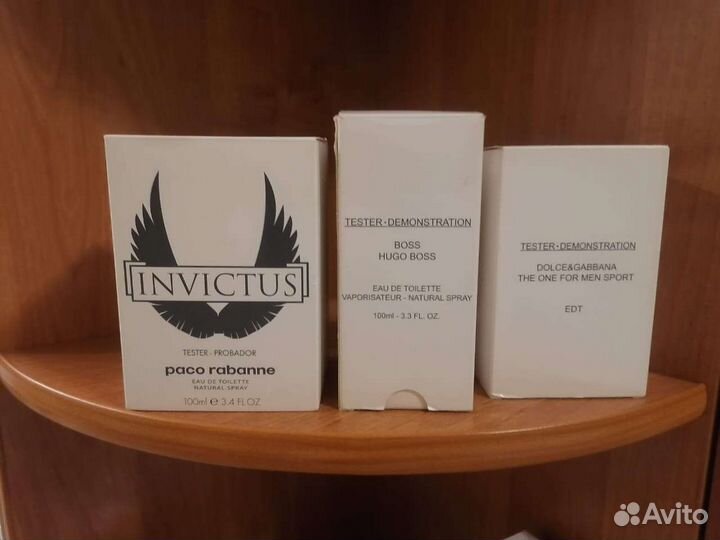 INVICTUS
TESTER - PROBADOR
paco rabanne
EAU DE TOILETTE
NATURAL SPRAY
100ml e 3.4 FL OZ
TESTER - DEMONSTRATION
BOSS
HUGO BOSS
EAU DE TOILETTE
VAPORISATEUR - NATURAL SPRAY
100ml - 3.3 FL. OZ.
TESTER - DEMONSTRATION
DOLCE&GABBANA
THE ONE FOR MEN SPORT
EDT
Avito